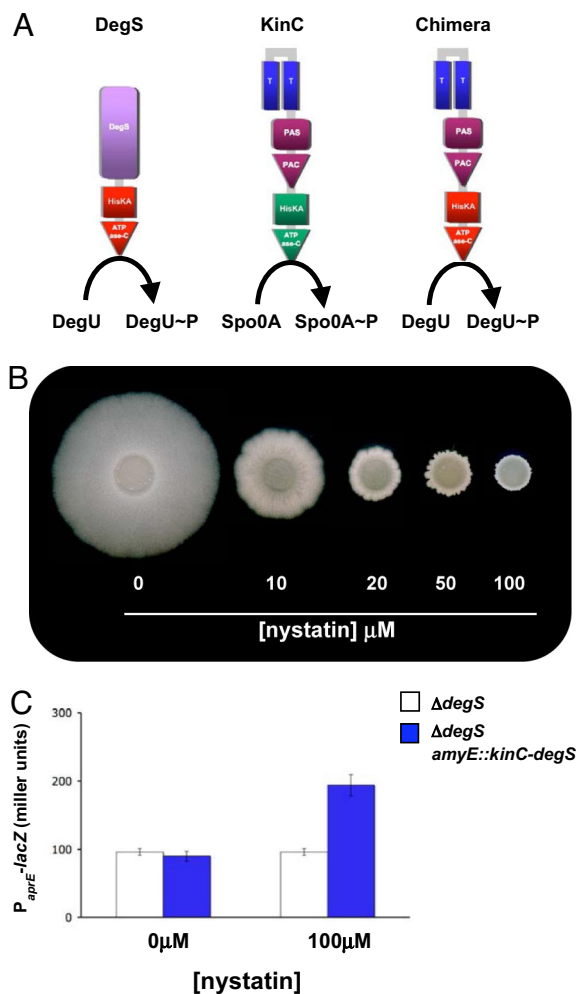 A
DegS KinC Chimera
T T T T
DegS PAS PAS
PAC PAC
HisKA HisKA HisKA
ATP ATP ATP
ase-C ase-C ase-C
DegU DegU~P Spo0A Spo0A~P DegU DegU~P
B
0 10 20 50 100
[nystatin] μM
C
ΔdegS
ΔdegS
amyE::kinC-degS
PaprE-lacZ (miller units)
300
200
100
0
0μM 100μM
[nystatin]